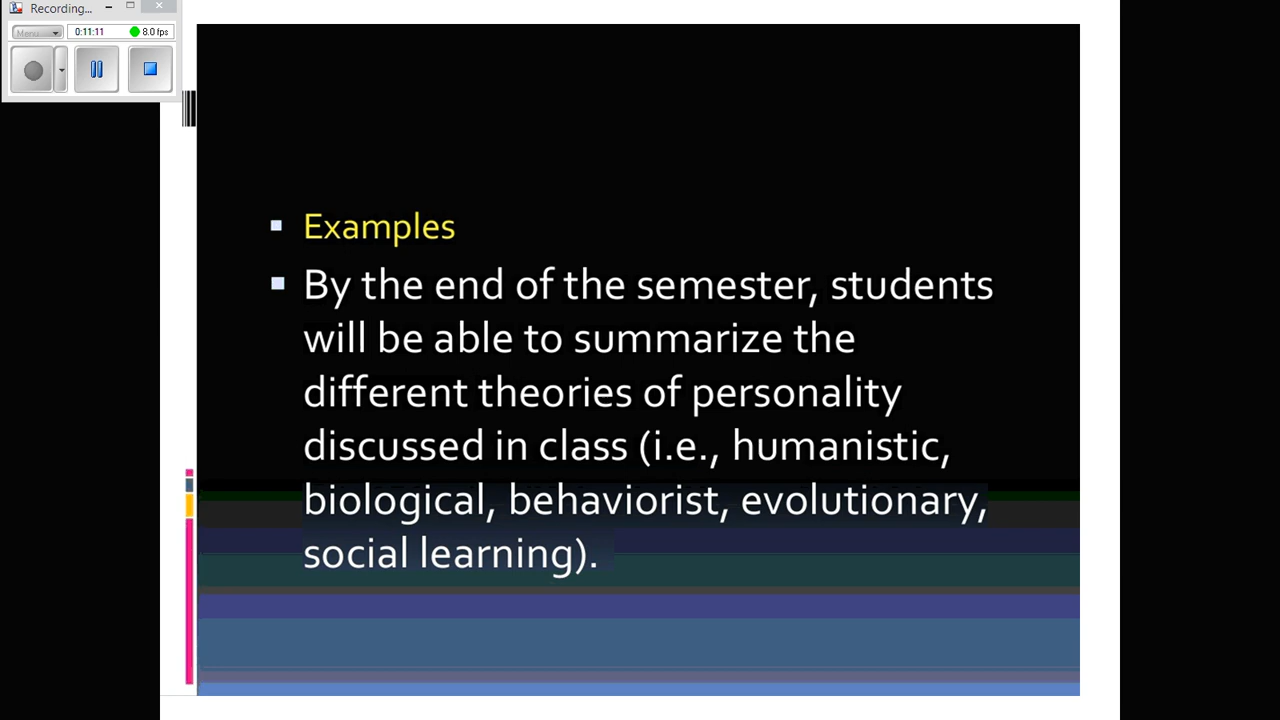 Recording...
Menu
0:11:11
8.0 fps
Examples
By the end of the semester, students
will be able to summarize the
different theories of personality
discussed in class (i.e., humanistic,
biological, behaviorist, evolutionary,
social learning).